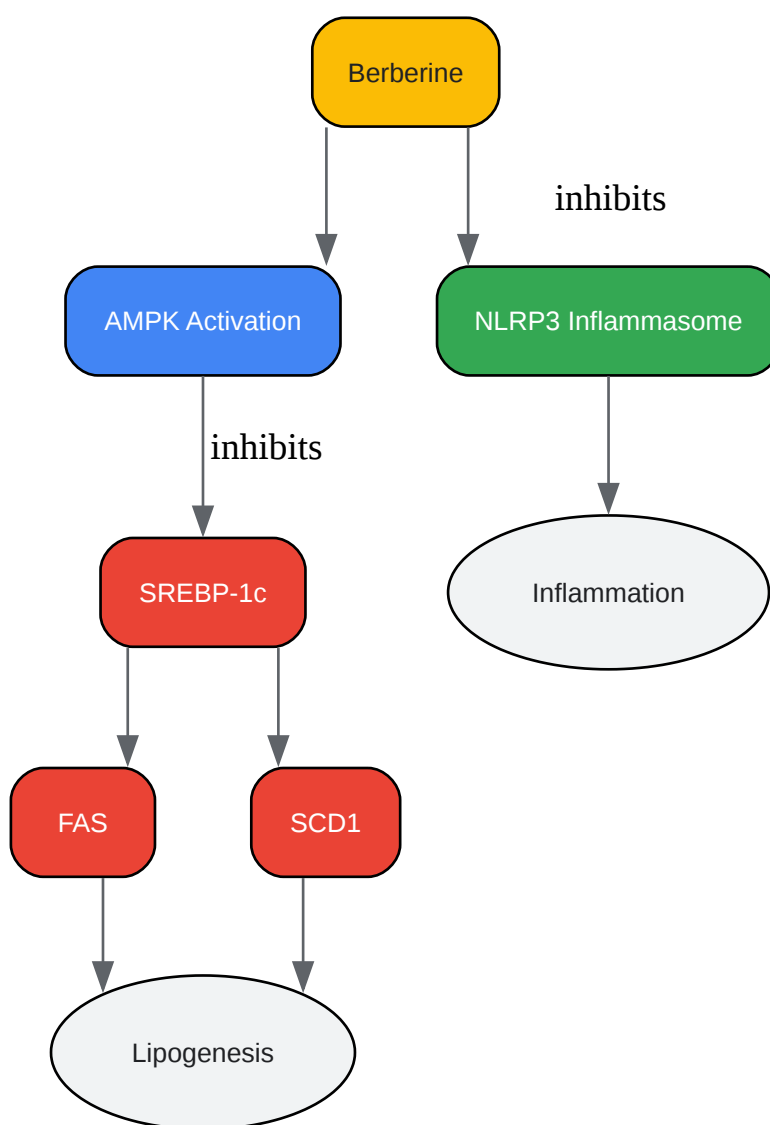 Berberine
inhibits
AMPK Activation
NLRP3 Inflammasome
inhibits
SREBP-1c
Inflammation
FAS
SCD1
Lipogenesis